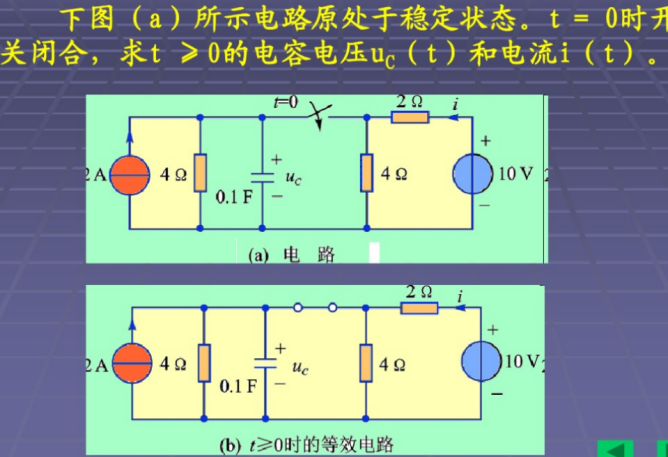 下图（a）所示电路原处于稳定状态。t = 0时开
关闭合，求t ≥0的电容电压uC（t）和电流i（t）。
t=0
2 Ω
i
+
2 A
4 Ω
+
uC
0.1 F
−
4 Ω
10 V
−
(a) 电 路
2 Ω
i
+
2 A
4 Ω
+
uC
0.1 F
−
4 Ω
10 V
−
(b) t≥0时的等效电路